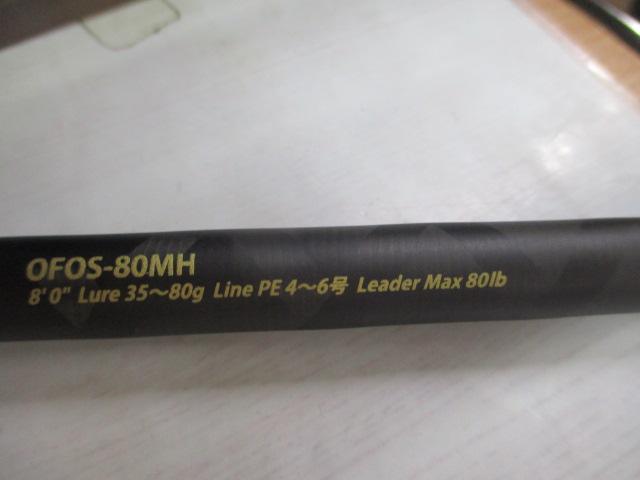 OFOS-80MH
8'0" Lure 35〜80g Line PE 4〜6号 Leader Max 80lb